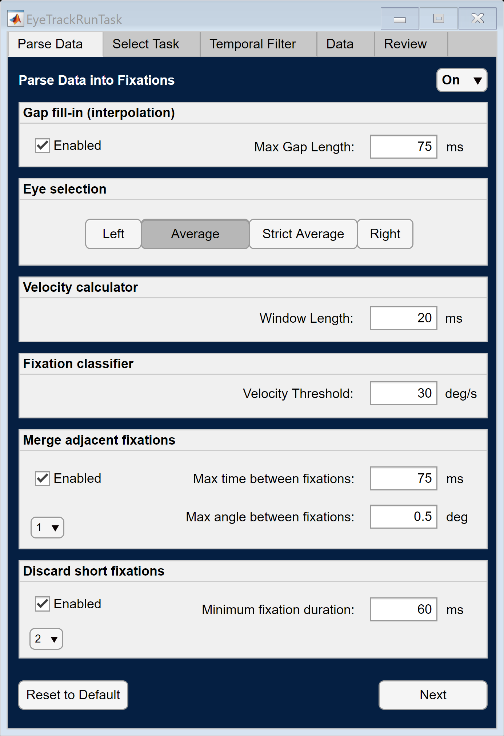 EyeTrackRunTask
Parse Data Select Task Temporal Filter Data Review
Parse Data into Fixations On
Gap fill-in (interpolation)
Enabled Max Gap Length: 75 ms
Eye selection
Left Average Strict Average Right
Velocity calculator
Window Length: 20 ms
Fixation classifier
Velocity Threshold: 30 deg/s
Merge adjacent fixations
Enabled Max time between fixations: 75 ms
1 Max angle between fixations: 0.5 deg
Discard short fixations
Enabled Minimum fixation duration: 60 ms
2
Reset to Default Next